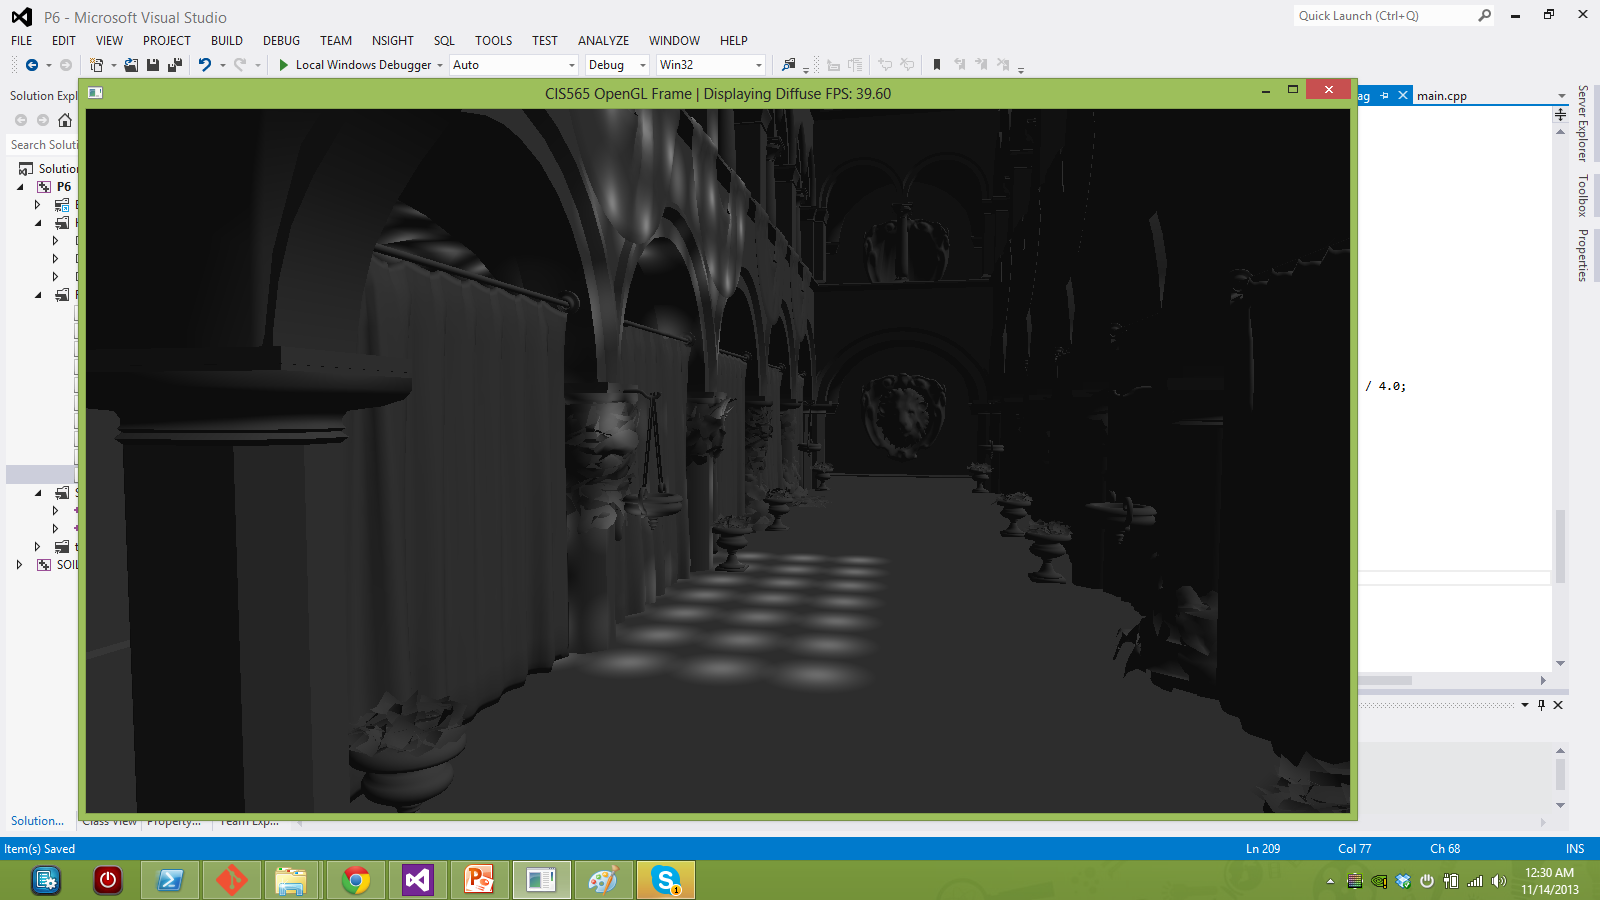 P6 - Microsoft Visual Studio
Quick Launch (Ctrl+Q)
FILE EDIT VIEW PROJECT BUILD DEBUG TEAM NSIGHT SQL TOOLS TEST ANALYZE WINDOW HELP
Local Windows Debugger Auto Debug Win32
Solution Expl
CIS565 OpenGL Frame | Displaying Diffuse FPS: 39.60
ag main.cpp
Search Soluti
Solution
P6
SOIL
/ 4.0;
Server Explorer
Toolbox
Properties
Solution... Class View Property... Team Exp...
Item(s) Saved
Ln 209 Col 77 Ch 68 INS
12:30 AM
11/14/2013